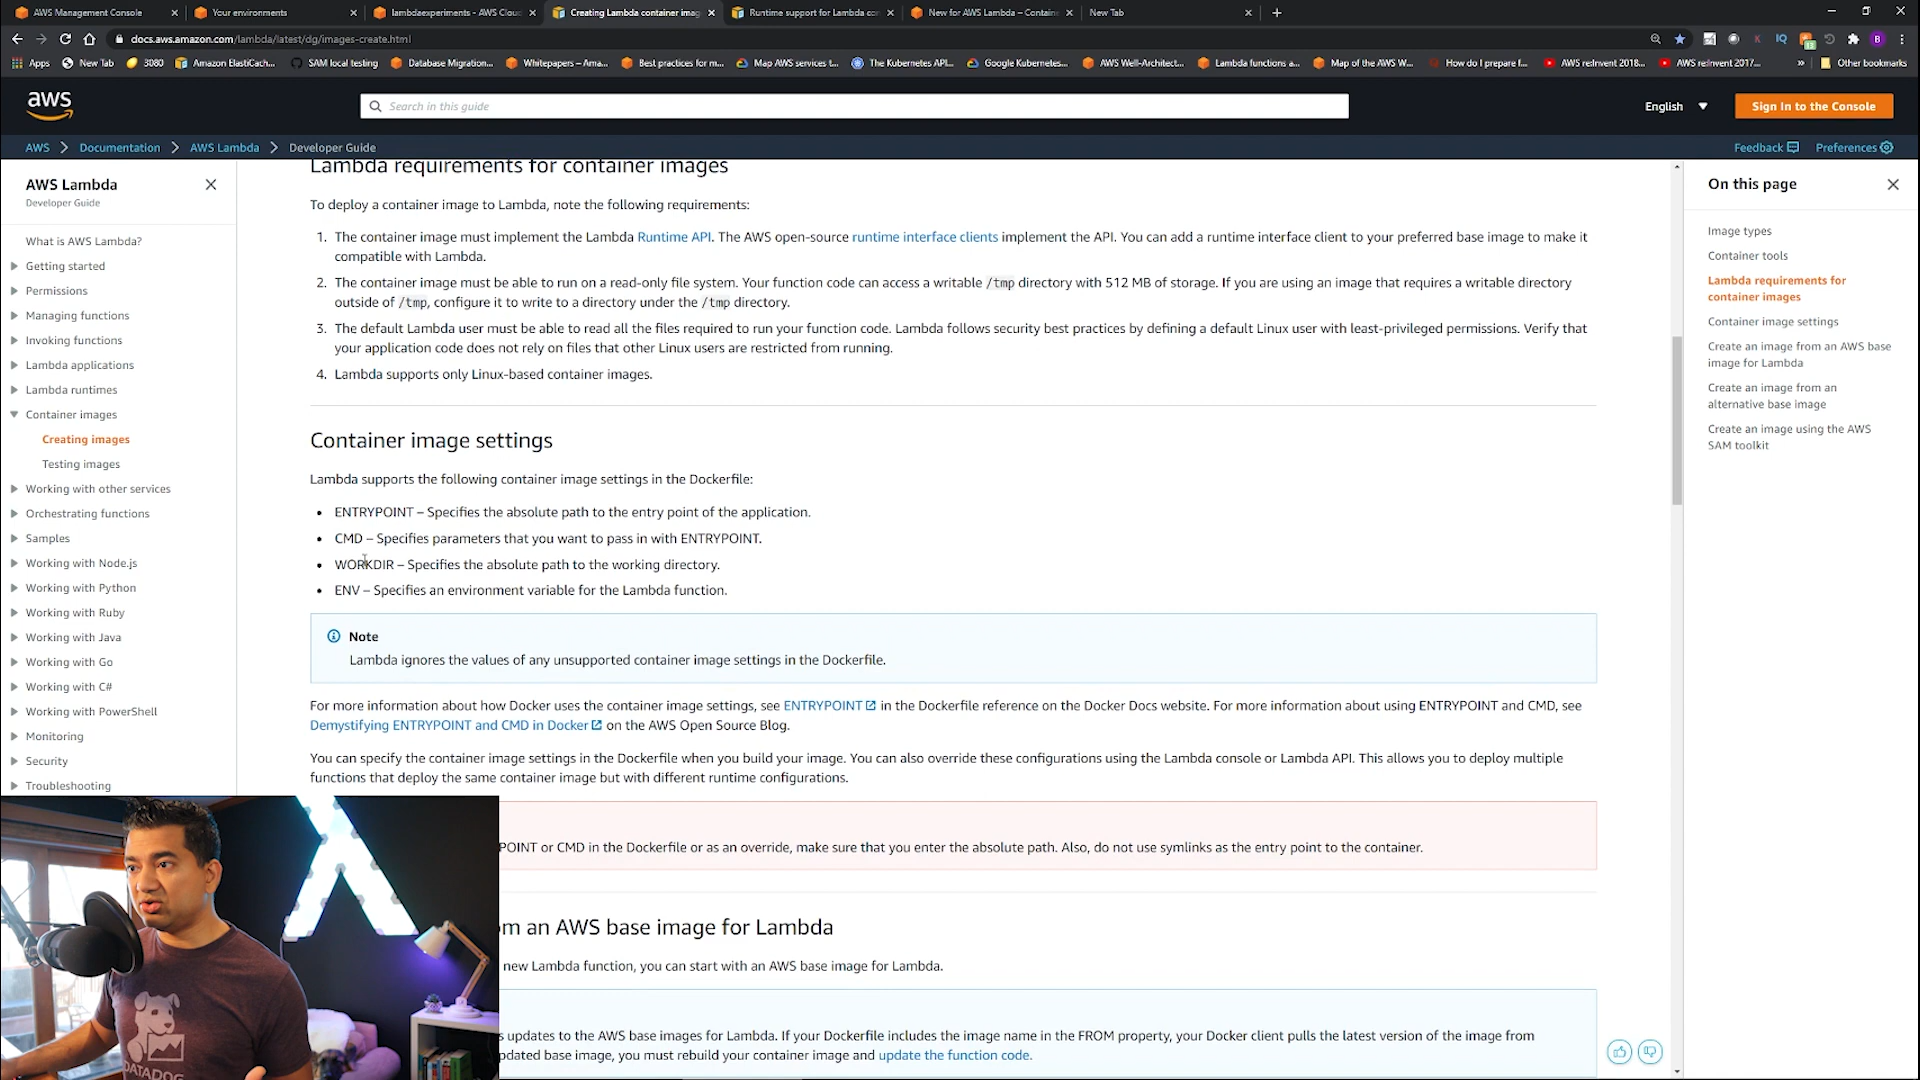 AWS Management Console
Your environments
lambdaexperiments - AWS Clou
Creating Lambda container imag
Runtime support for Lambda co
New for AWS Lambda – Contain
New Tab
docs.aws.amazon.com/lambda/latest/dg/images-create.html
Apps
New Tab
3080
Amazon ElastiCach...
SAM local testing
Database Migration...
Whitepapers – Ama...
Best practices for m...
Map AWS services t...
The Kubernetes API...
Google Kubernetes...
AWS Well-Architect...
Lambda functions a...
Map of the AWS W...
How do I prepare f...
AWS re:Invent 2018...
AWS re:Invent 2017...
Other bookmarks
aws
Search in this guide
English
Sign In to the Console
AWS > Documentation > AWS Lambda > Developer Guide
Feedback
Preferences
AWS Lambda
Developer Guide
What is AWS Lambda?
Getting started
Permissions
Managing functions
Invoking functions
Lambda applications
Lambda runtimes
Container images
Creating images
Testing images
Working with other services
Orchestrating functions
Samples
Working with Node.js
Working with Python
Working with Ruby
Working with Java
Working with Go
Working with C#
Working with PowerShell
Monitoring
Security
Troubleshooting
Lambda requirements for container images
To deploy a container image to Lambda, note the following requirements:
1. The container image must implement the Lambda Runtime API. The AWS open-source runtime interface clients implement the API. You can add a runtime interface client to your preferred base image to make it
compatible with Lambda.
2. The container image must be able to run on a read-only file system. Your function code can access a writable /tmp directory with 512 MB of storage. If you are using an image that requires a writable directory
outside of /tmp, configure it to write to a directory under the /tmp directory.
3. The default Lambda user must be able to read all the files required to run your function code. Lambda follows security best practices by defining a default Linux user with least-privileged permissions. Verify that
your application code does not rely on files that other Linux users are restricted from running.
4. Lambda supports only Linux-based container images.
Container image settings
Lambda supports the following container image settings in the Dockerfile:
• ENTRYPOINT – Specifies the absolute path to the entry point of the application.
• CMD – Specifies parameters that you want to pass in with ENTRYPOINT.
• WORKDIR – Specifies the absolute path to the working directory.
• ENV – Specifies an environment variable for the Lambda function.
Note
Lambda ignores the values of any unsupported container image settings in the Dockerfile.
For more information about how Docker uses the container image settings, see ENTRYPOINT in the Dockerfile reference on the Docker Docs website. For more information about using ENTRYPOINT and CMD, see
Demystifying ENTRYPOINT and CMD in Docker on the AWS Open Source Blog.
You can specify the container image settings in the Dockerfile when you build your image. You can also override these configurations using the Lambda console or Lambda API. This allows you to deploy multiple
functions that deploy the same container image but with different runtime configurations.
POINT or CMD in the Dockerfile or as an override, make sure that you enter the absolute path. Also, do not use symlinks as the entry point to the container.
om an AWS base image for Lambda
new Lambda function, you can start with an AWS base image for Lambda.
s updates to the AWS base images for Lambda. If your Dockerfile includes the image name in the FROM property, your Docker client pulls the latest version of the image from
pdated base image, you must rebuild your container image and update the function code.
On this page
Image types
Container tools
Lambda requirements for
container images
Container image settings
Create an image from an AWS base
image for Lambda
Create an image from an
alternative base image
Create an image using the AWS
SAM toolkit
DATADOG